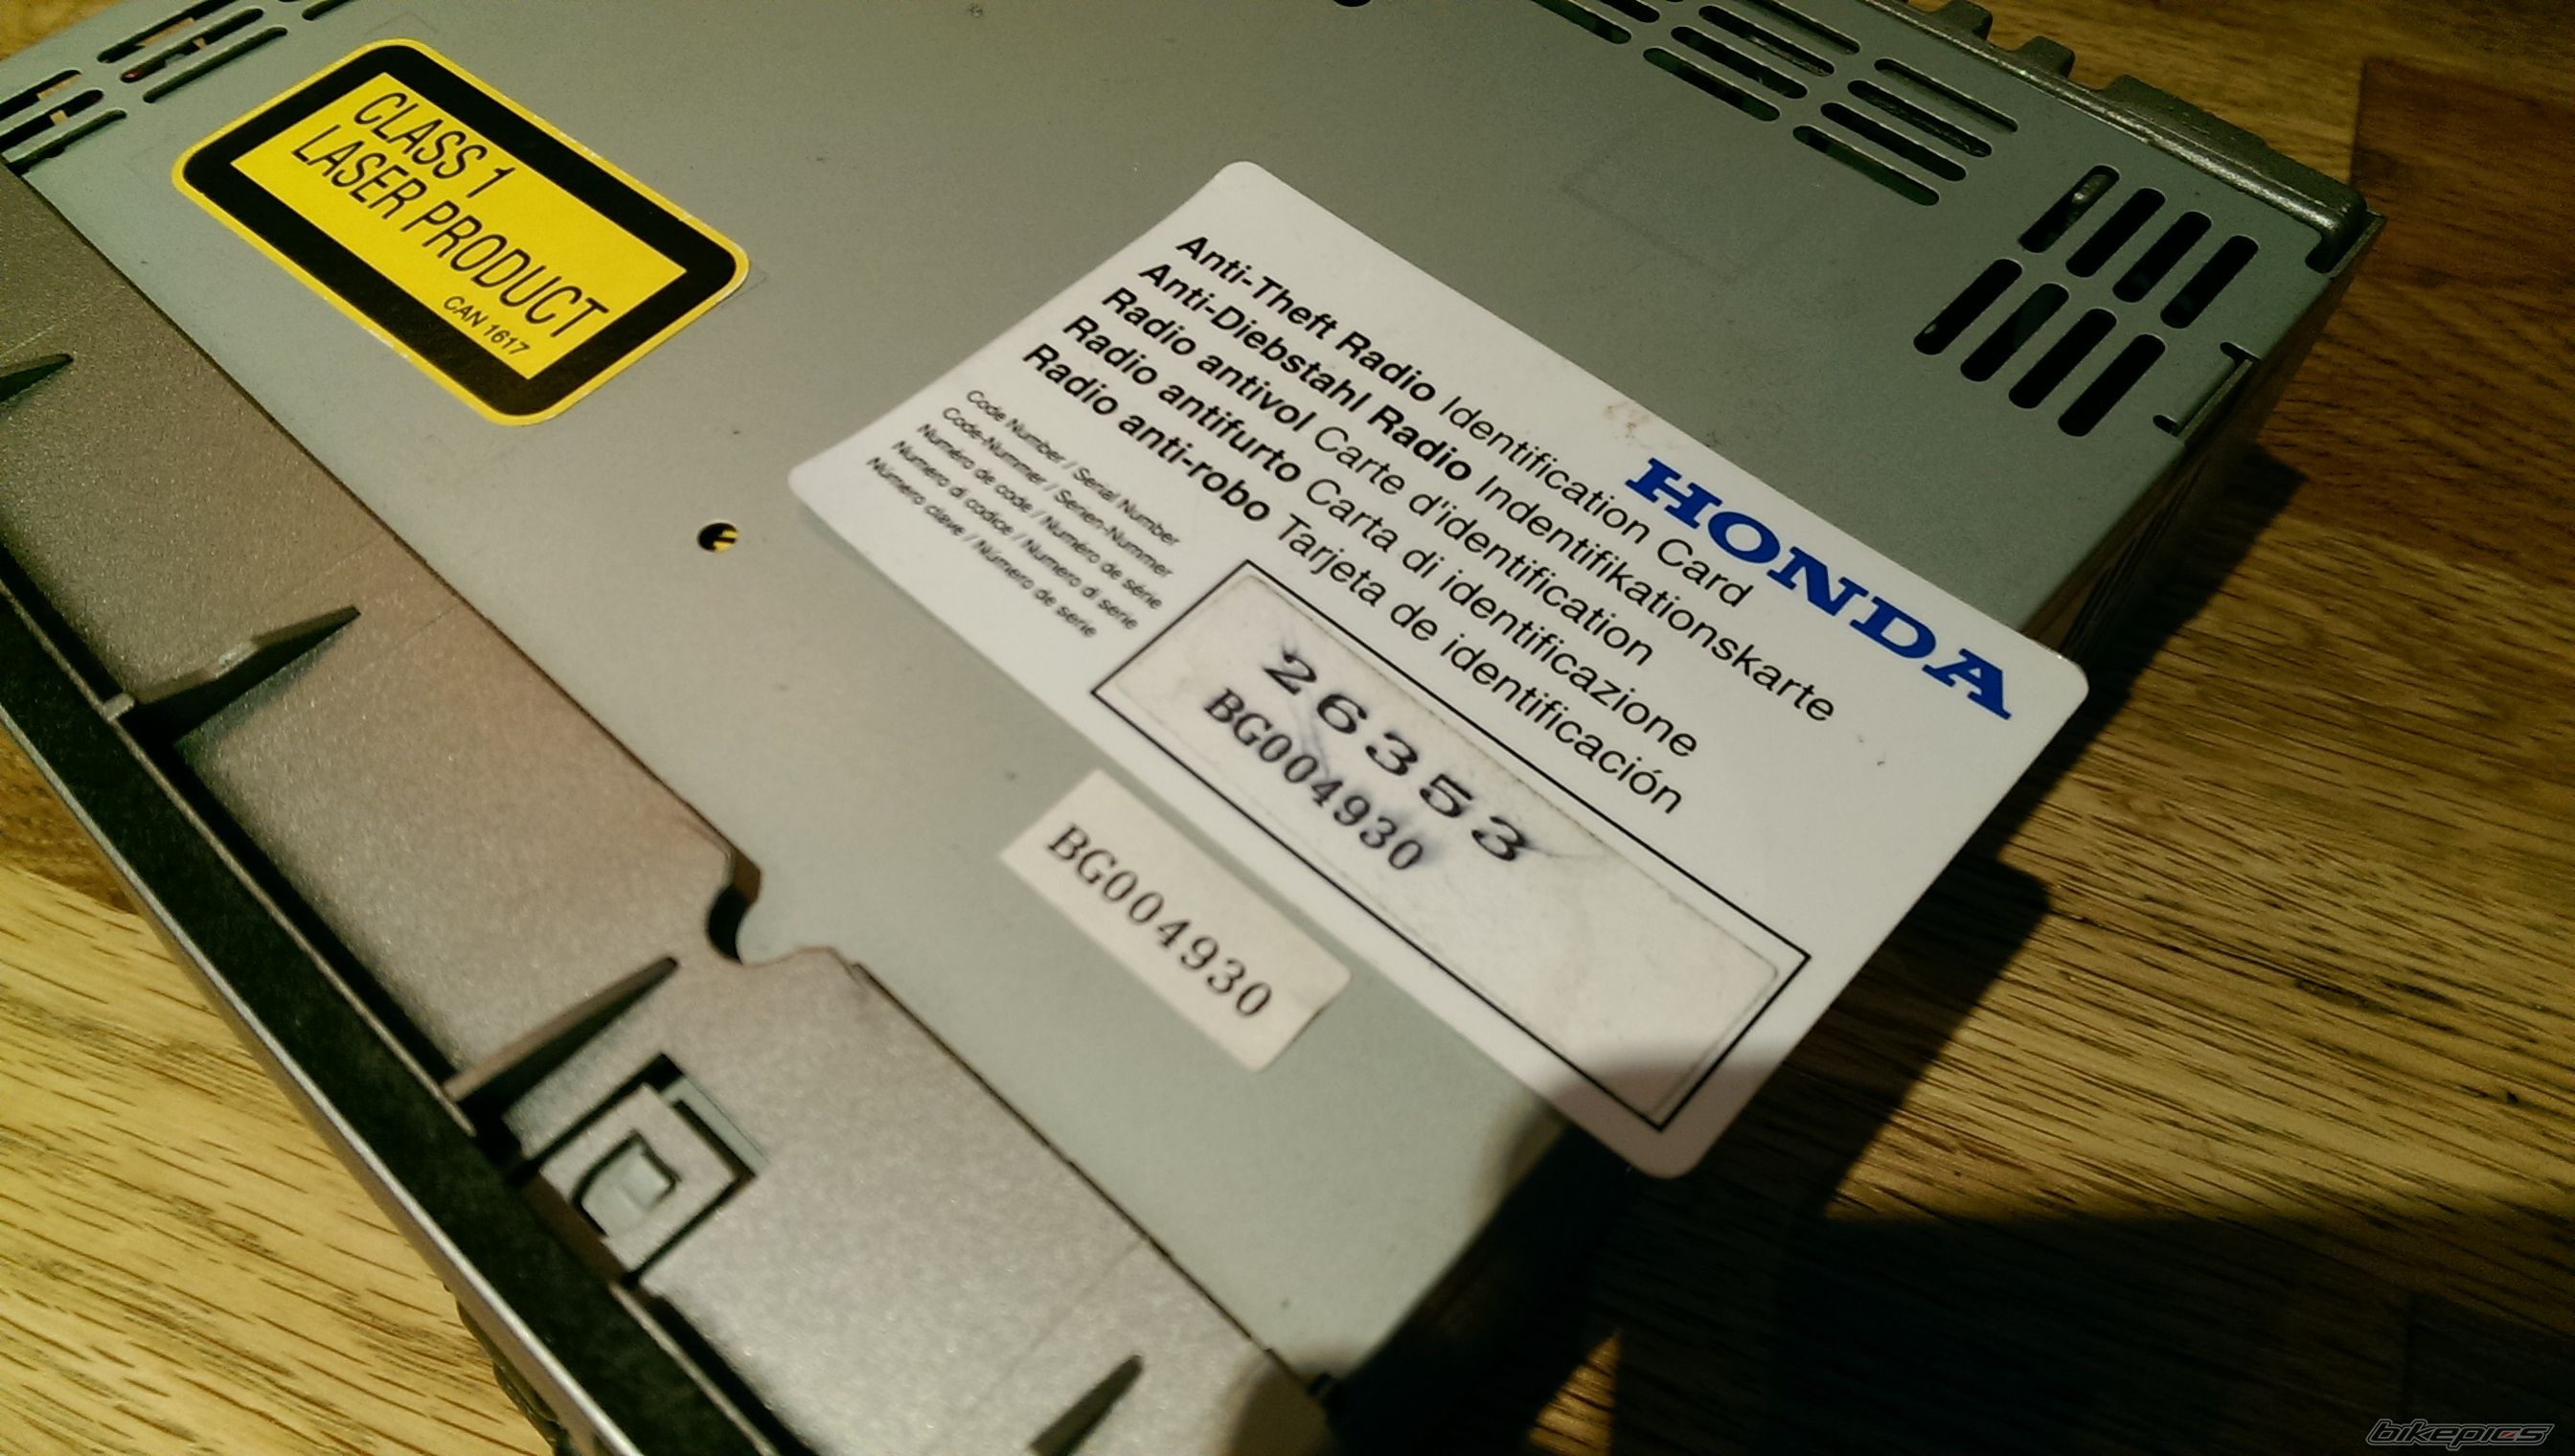 CLASS 1
LASER PRODUCT
CAN 1617
HONDA
Anti-Theft Radio Identification Card
Anti-Diebstahl Radio Indentifikationskarte
Radio antivol Carte d'identification
Radio antifurto Carta di identificazione
Radio anti-robo Tarjeta de identificación
Code Number / Serial Number
Code-Nummer / Serien-Nummer
Numéro de code / Numéro de série
Numero di codice / Numero di serie
Número clave / Número de serie
26353
BG004930
BG004930
bikepics